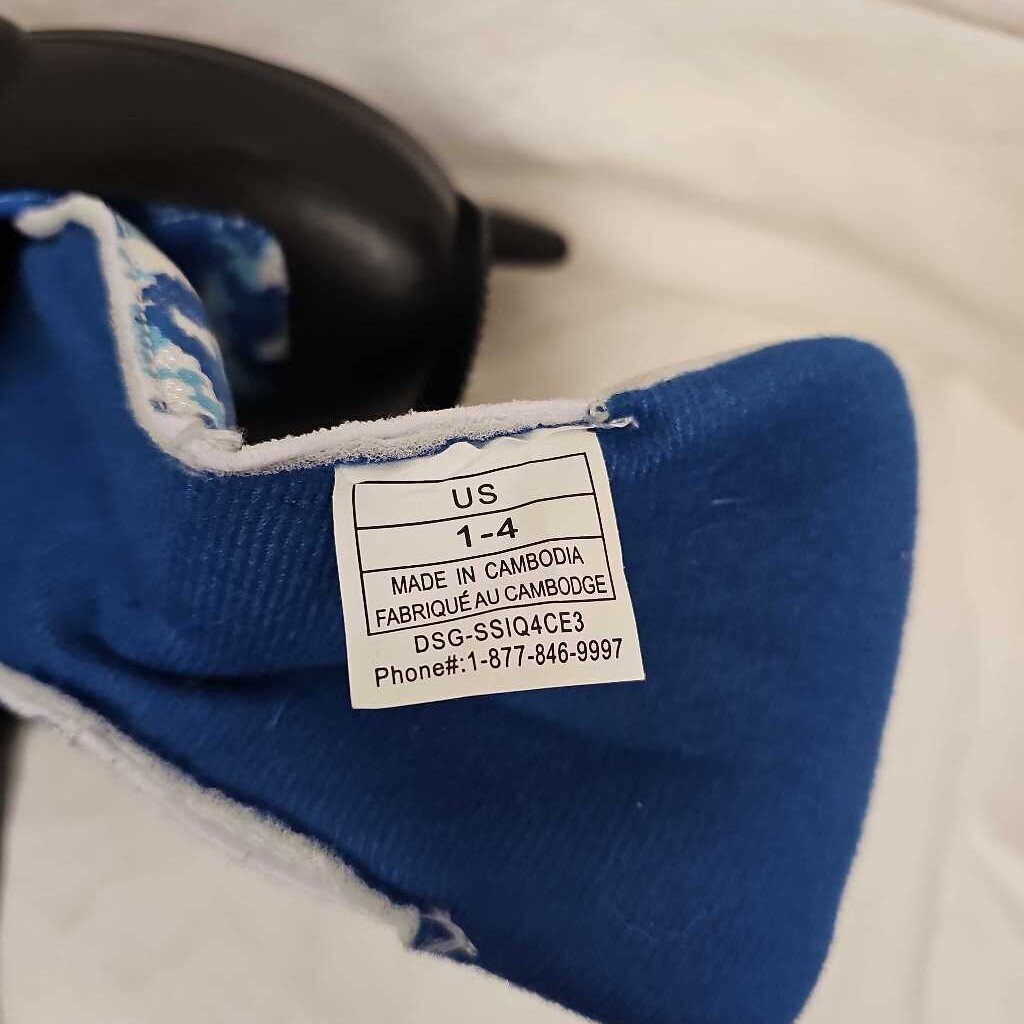 US
1-4
MADE IN CAMBODIA
FABRIQUÉ AU CAMBODGE
DSG-SSIQ4CE3
Phone#:1-877-846-9997